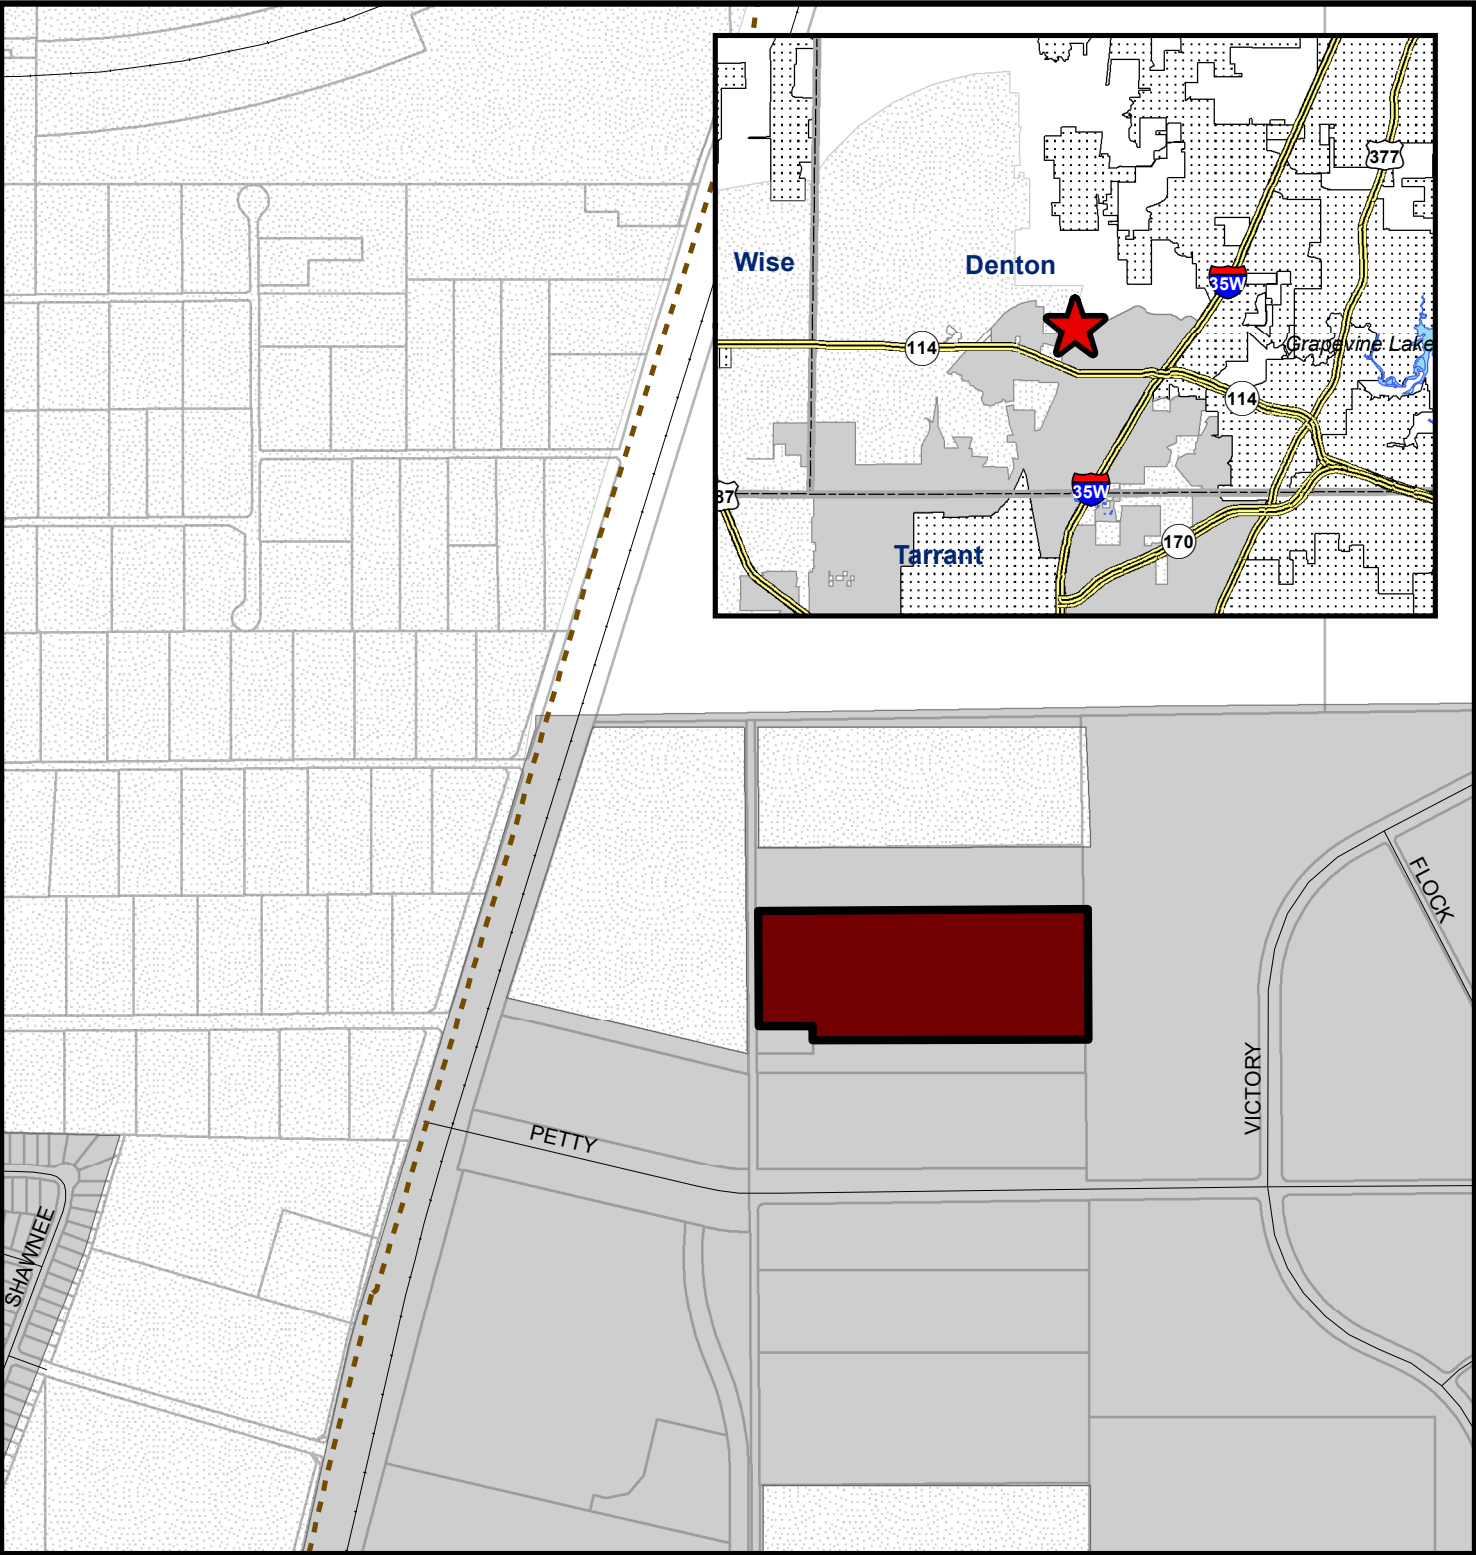 377
Wise
Denton
35W
Grapevine Lake
114
114
35W
37
170
Tarrant
FLOCK
VICTORY
PETTY
SHAWNEE